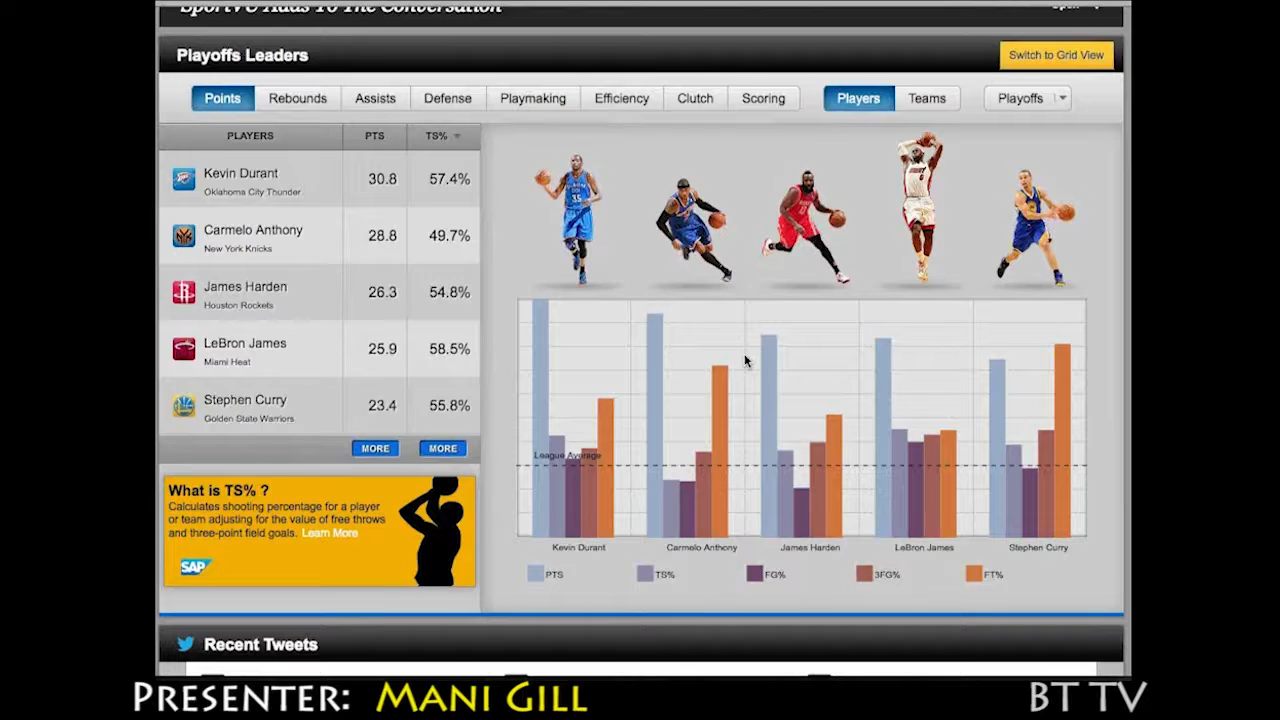 SportVU Adds To The Conversation
Playoffs Leaders
Switch to Grid View
Points Rebounds Assists Defense Playmaking Efficiency Clutch Scoring Players Teams Playoffs
PLAYERS PTS TS%
Kevin Durant 30.8 57.4%
Oklahoma City Thunder
Carmelo Anthony 28.8 49.7%
New York Knicks
James Harden 26.3 54.8%
Houston Rockets
LeBron James 25.9 58.5%
Miami Heat
Stephen Curry 23.4 55.8%
Golden State Warriors
MORE MORE
League Average
Kevin Durant Carmelo Anthony James Harden LeBron James Stephen Curry
PTS TS% FG% 3FG% FT%
What is TS% ?
Calculates shooting percentage for a player
or team adjusting for the value of free throws
and three-point field goals. Learn More
SAP
Recent Tweets
PRESENTER: MANI GILL
BT TV